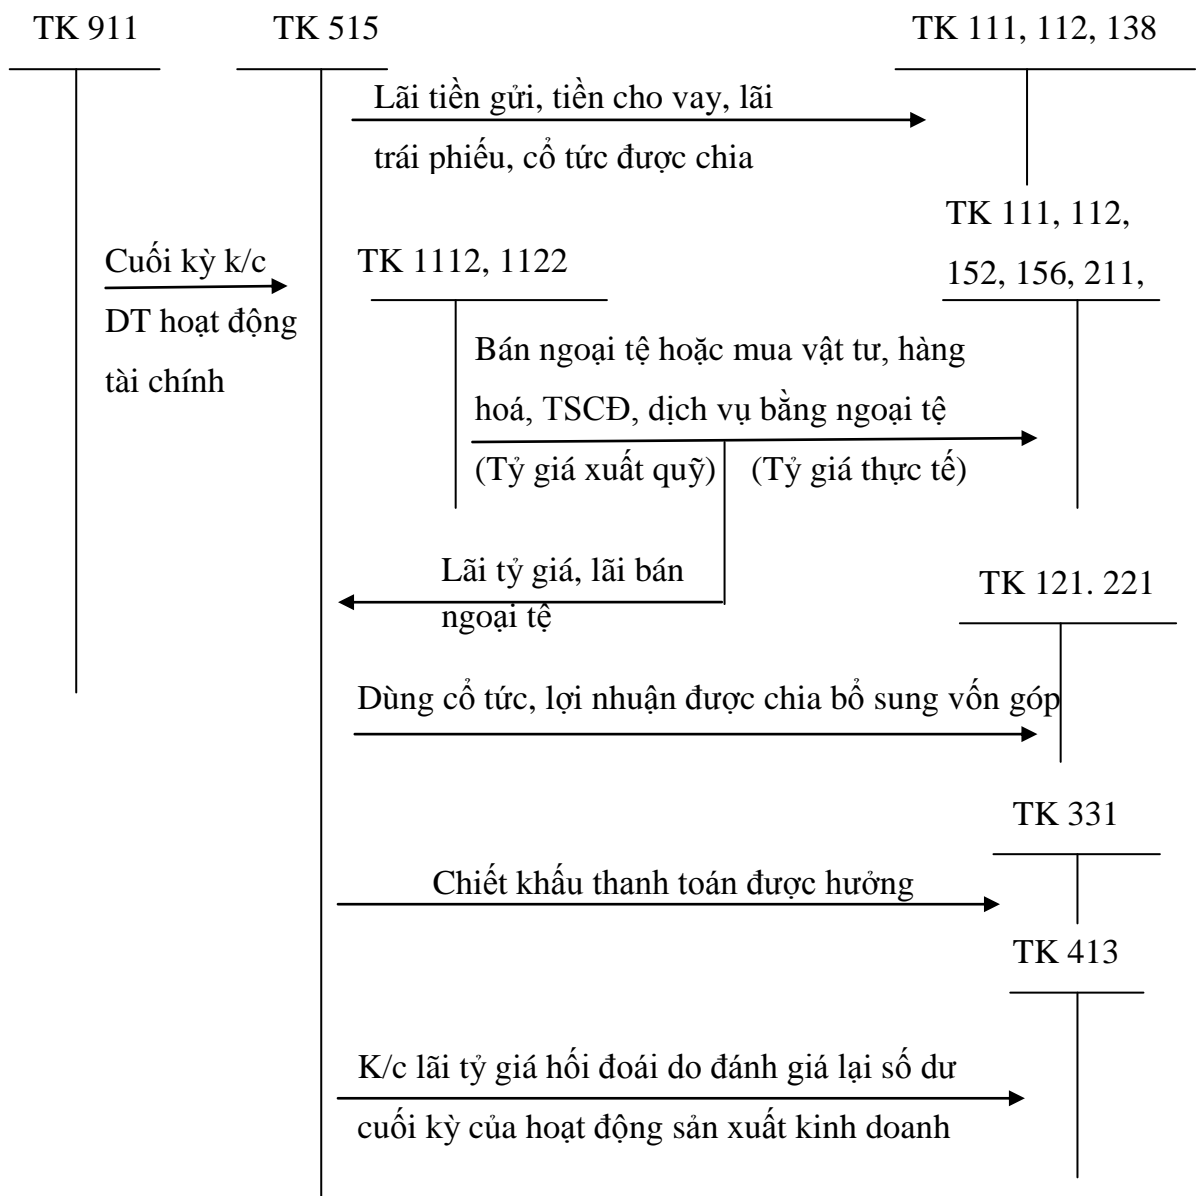 TK 911
TK 515
TK 111, 112, 138
Lãi tiền gửi, tiền cho vay, lãi
trái phiếu, cổ tức được chia
TK 111, 112,
152, 156, 211,
Cuối kỳ k/c
DT hoạt động
tài chính
TK 1112, 1122
Bán ngoại tệ hoặc mua vật tư, hàng
hoá, TSCĐ, dịch vụ bằng ngoại tệ
(Tỷ giá xuất quỹ)
(Tỷ giá thực tế)
Lãi tỷ giá, lãi bán
ngoại tệ
TK 121. 221
Dùng cổ tức, lợi nhuận được chia bổ sung vốn góp
TK 331
Chiết khấu thanh toán được hưởng
TK 413
K/c lãi tỷ giá hối đoái do đánh giá lại số dư
cuối kỳ của hoạt động sản xuất kinh doanh